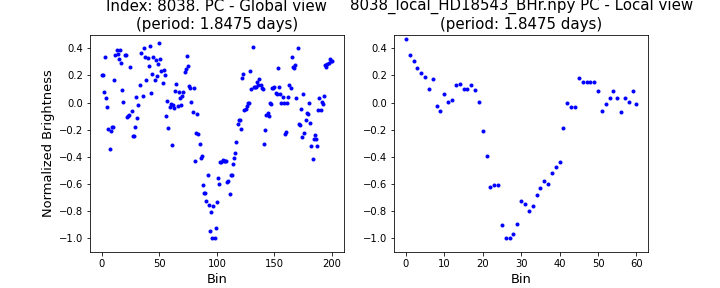 Index: 8038. PC - Global view
(period: 1.8475 days)
8038_local_HD18543_BHr.npy PC - Local view
(period: 1.8475 days)
Normalized Brightness
0.4
0.2
0.0
−0.2
−0.4
−0.6
−0.8
−1.0
0 50 100 150 200
Bin
0.4
0.2
0.0
−0.2
−0.4
−0.6
−0.8
−1.0
0 10 20 30 40 50 60
Bin